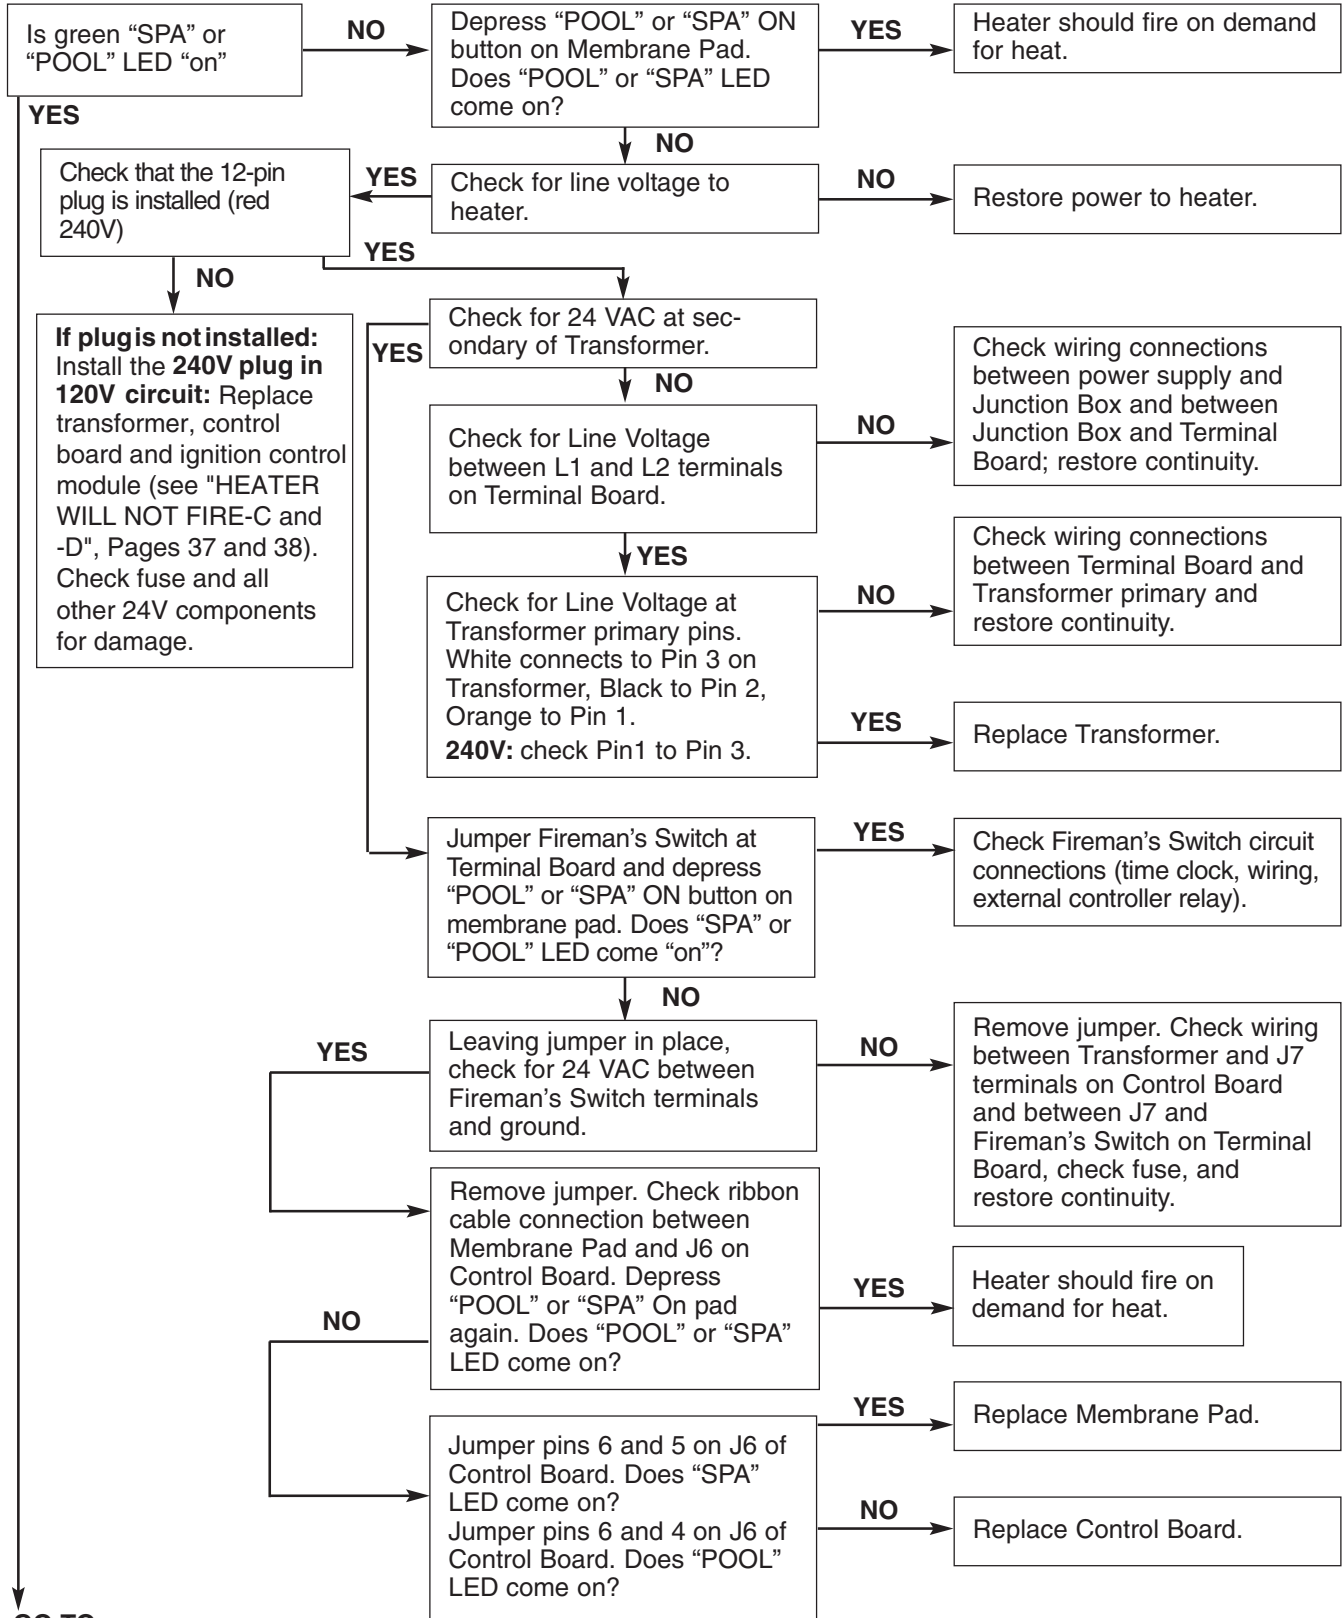 Is green “SPA” or
“POOL” LED “on”
NO
Depress “POOL” or “SPA” ON
button on Membrane Pad.
Does “POOL” or “SPA” LED
come on?
YES
Heater should fire on demand
for heat.
YES
NO
Check that the 12-pin
plug is installed (red
240V)
YES
Check for line voltage to
heater.
NO
Restore power to heater.
YES
NO
If plug is not installed:
Install the 240V plug in
120V circuit: Replace
transformer, control
board and ignition control
module (see "HEATER
WILL NOT FIRE-C and
-D", Pages 37 and 38).
Check fuse and all
other 24V components
for damage.
Check for 24 VAC at sec-
ondary of Transformer.
YES
NO
Check for Line Voltage
between L1 and L2 terminals
on Terminal Board.
NO
Check wiring connections
between power supply and
Junction Box and between
Junction Box and Terminal
Board; restore continuity.
YES
Check for Line Voltage at
Transformer primary pins.
White connects to Pin 3 on
Transformer, Black to Pin 2,
Orange to Pin 1.
240V: check Pin1 to Pin 3.
NO
Check wiring connections
between Terminal Board and
Transformer primary and
restore continuity.
YES
Replace Transformer.
Jumper Fireman’s Switch at
Terminal Board and depress
“POOL” or “SPA” ON button on
membrane pad. Does “SPA” or
“POOL” LED come “on”?
YES
Check Fireman’s Switch circuit
connections (time clock, wiring,
external controller relay).
NO
YES
Leaving jumper in place,
check for 24 VAC between
Fireman’s Switch terminals
and ground.
NO
Remove jumper. Check wiring
between Transformer and J7
terminals on Control Board
and between J7 and
Fireman’s Switch on Terminal
Board, check fuse, and
restore continuity.
Remove jumper. Check ribbon
cable connection between
Membrane Pad and J6 on
Control Board. Depress
“POOL” or “SPA” On pad
again. Does “POOL” or “SPA”
LED come on?
YES
Heater should fire on
demand for heat.
NO
Jumper pins 6 and 5 on J6 of
Control Board. Does “SPA”
LED come on?
Jumper pins 6 and 4 on J6 of
Control Board. Does “POOL”
LED come on?
YES
Replace Membrane Pad.
NO
Replace Control Board.
GO TO